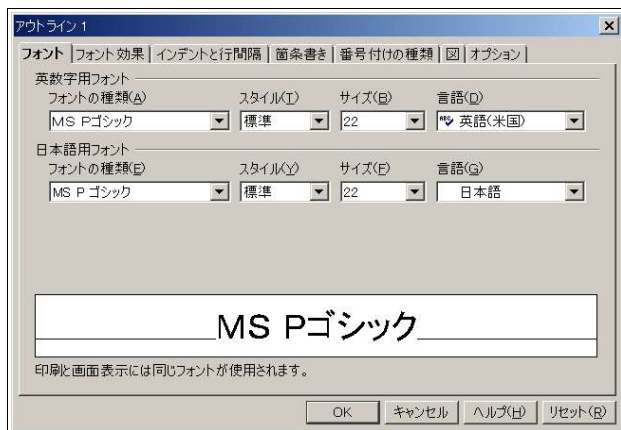 アウトライン 1
フォント フォント効果 インデントと行間隔 箇条書き 番号付けの種類 図 オプション
英数字用フォント
フォントの種類(A) スタイル(T) サイズ(B) 言語(D)
MS Pゴシック 標準 22 英語(米国)
日本語用フォント
フォントの種類(E) スタイル(Y) サイズ(F) 言語(G)
MS P ゴシック 標準 22 日本語
MS Pゴシック
印刷と画面表示には同じフォントが使用されます。
OK キャンセル ヘルプ(H) リセット(R)